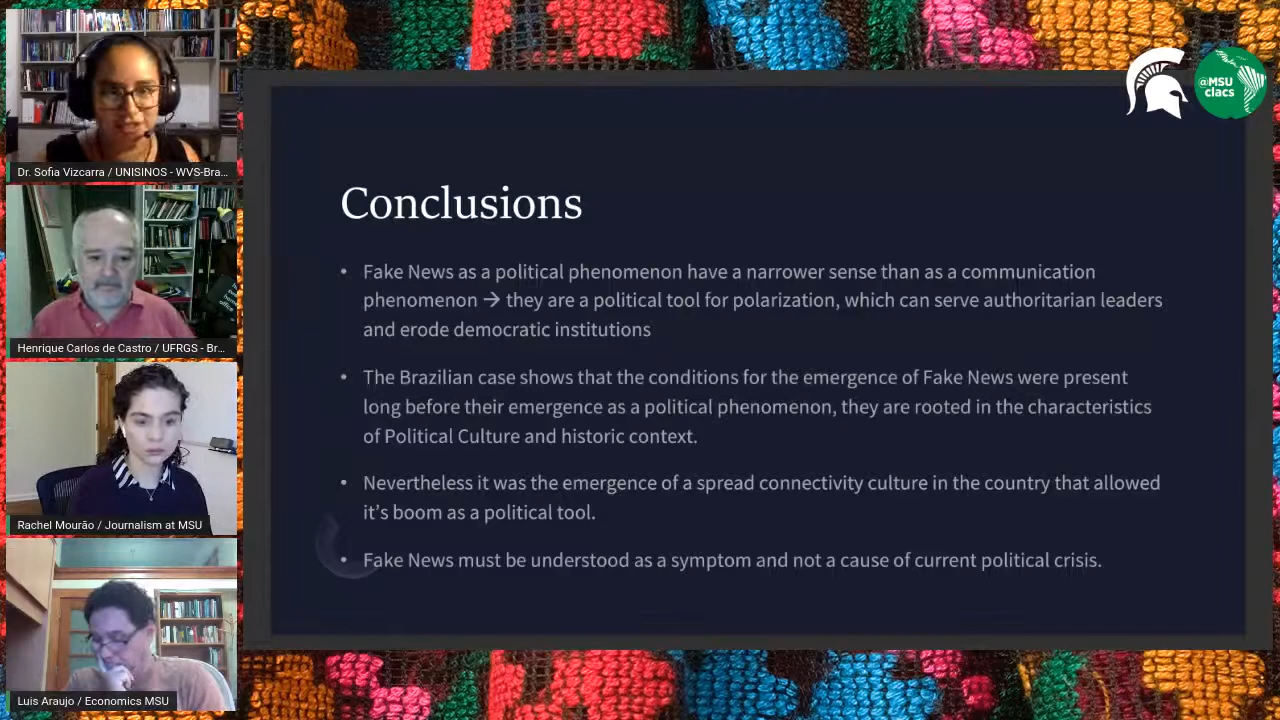 @MSU
clacs
Dr. Sofia Vizcarra / UNISINOS - WVS-Bra...
Henrique Carlos de Castro / UFRGS - Br...
Rachel Mourão / Journalism at MSU
Luis Araujo / Economics MSU
Conclusions
• Fake News as a political phenomenon have a narrower sense than as a communication
phenomenon → they are a political tool for polarization, which can serve authoritarian leaders
and erode democratic institutions
• The Brazilian case shows that the conditions for the emergence of Fake News were present
long before their emergence as a political phenomenon, they are rooted in the characteristics
of Political Culture and historic context.
• Nevertheless it was the emergence of a spread connectivity culture in the country that allowed
it's boom as a political tool.
• Fake News must be understood as a symptom and not a cause of current political crisis.